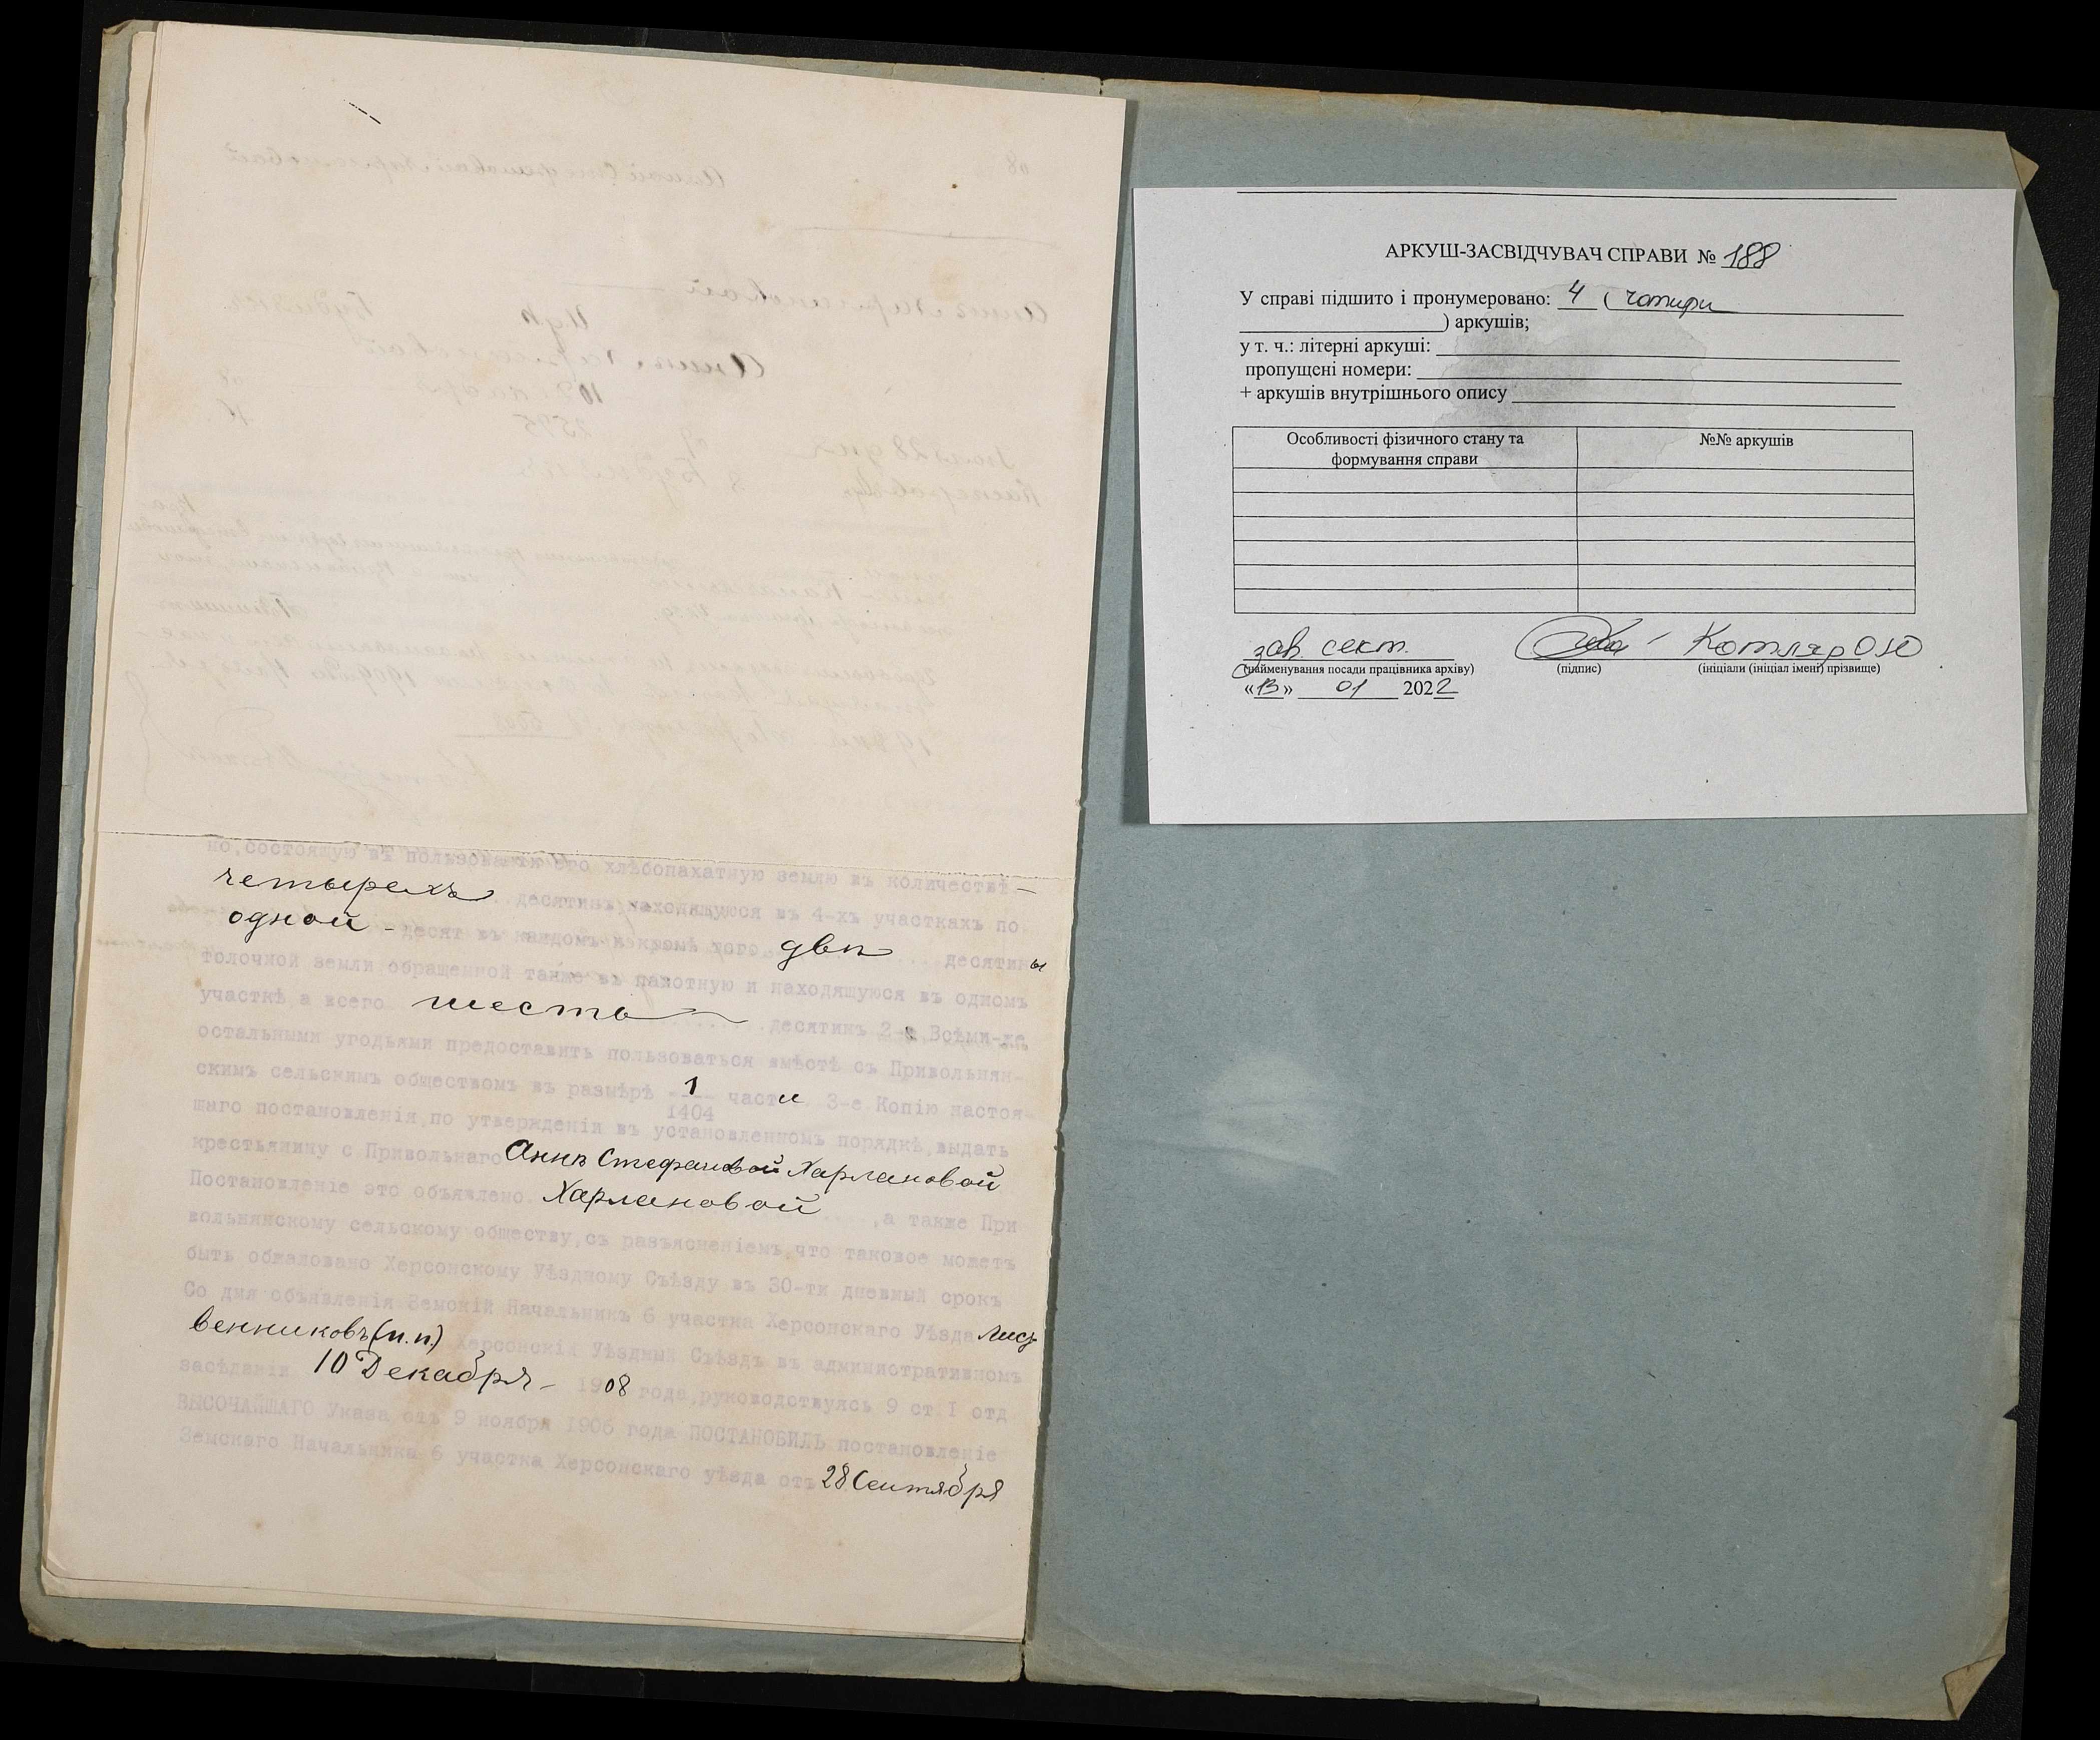 но,состоящую въ пользованіи его хлѣбопахатную землю въ количествѣ-
четырехъ десятинъ находящуюся въ 4-хъ участкахъ по
одной - десят въ каждомъ и кромѣ того двѣ десятины
толочной земли обращенной также въ пахотную и находящуюся въ одномъ
участкѣ, а всего шесть десятинъ 2-е Всѣми-же
остальными угодьями предоставить пользоваться вмѣстѣ съ Привольнян-
скимъ сельскимъ обществомъ въ размѣрѣ 1/1404 части 3-е Копію настоя-
щаго постановленія,по утвержденіи въ установленномъ порядкѣ,выдать
крестьянину с Привольнаго Аннѣ Стефановой Харлановой
Постановленіе это объявлено Харлановой ,а также При
вольнянскому сельскому обществу,съ разъясненіемъ,что таковое можетъ
быть обжаловано Херсонскому Уѣздному Съѣзду въ 30-ти дневный срокъ
Со дня объявленія Земскій Начальникъ 6 участка Херсонскаго Уѣзда Лисе
венниковъ (п.п.) Херсонскій Уѣздный Съѣздъ въ административномъ
засѣданіи 10 Декабря - 1908 года,руководствуясь 9 ст I отд
ВЫСОЧАЙШАГО Указа отъ 9 ноября 1906 года ПОСТАНОВИЛЪ постановленіе
Земскаго Начальника 6 участка Херсонскаго уѣзда отъ 28 Сентября
АРКУШ-ЗАСВІДЧУВАЧ СПРАВИ № 188
У справі підшито і пронумеровано: 4 ( чотири
) аркушів;
у т. ч.: літерні аркуші:
пропущені номери:
+ аркушів внутрішнього опису
Особливості фізичного стану та формування справи №№ аркушів
зав. сект. Котляр О.Ю
(найменування посади працівника архіву) (підпис) (ініціали (ініціал імені) прізвище)
«13» 01 2022